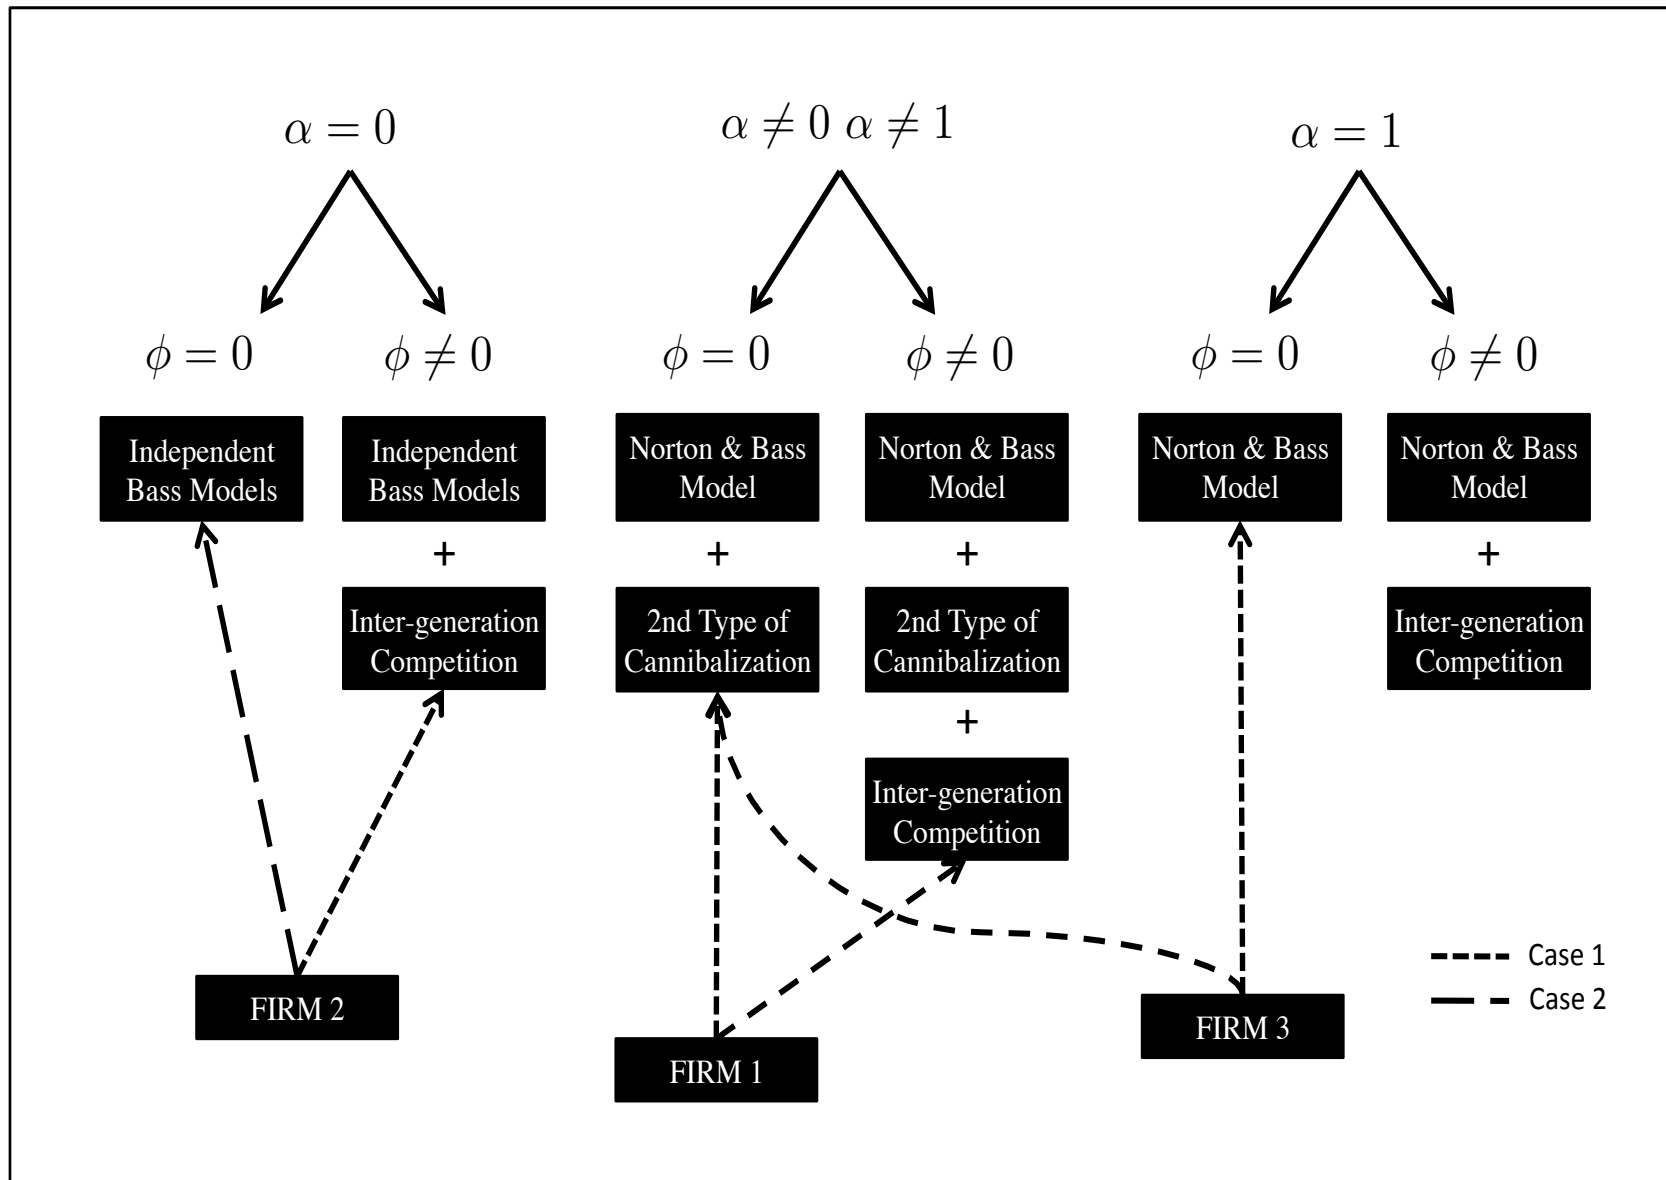 α = 0
α ≠ 0 α ≠ 1
α = 1
ϕ = 0
ϕ ≠ 0
ϕ = 0
ϕ ≠ 0
ϕ = 0
ϕ ≠ 0
Independent
Bass Models
Independent
Bass Models
Norton & Bass
Model
Norton & Bass
Model
Norton & Bass
Model
Norton & Bass
Model
+
+
+
+
Inter-generation
Competition
2nd Type of
Cannibalization
2nd Type of
Cannibalization
Inter-generation
Competition
+
Inter-generation
Competition
Case 1
Case 2
FIRM 2
FIRM 3
FIRM 1